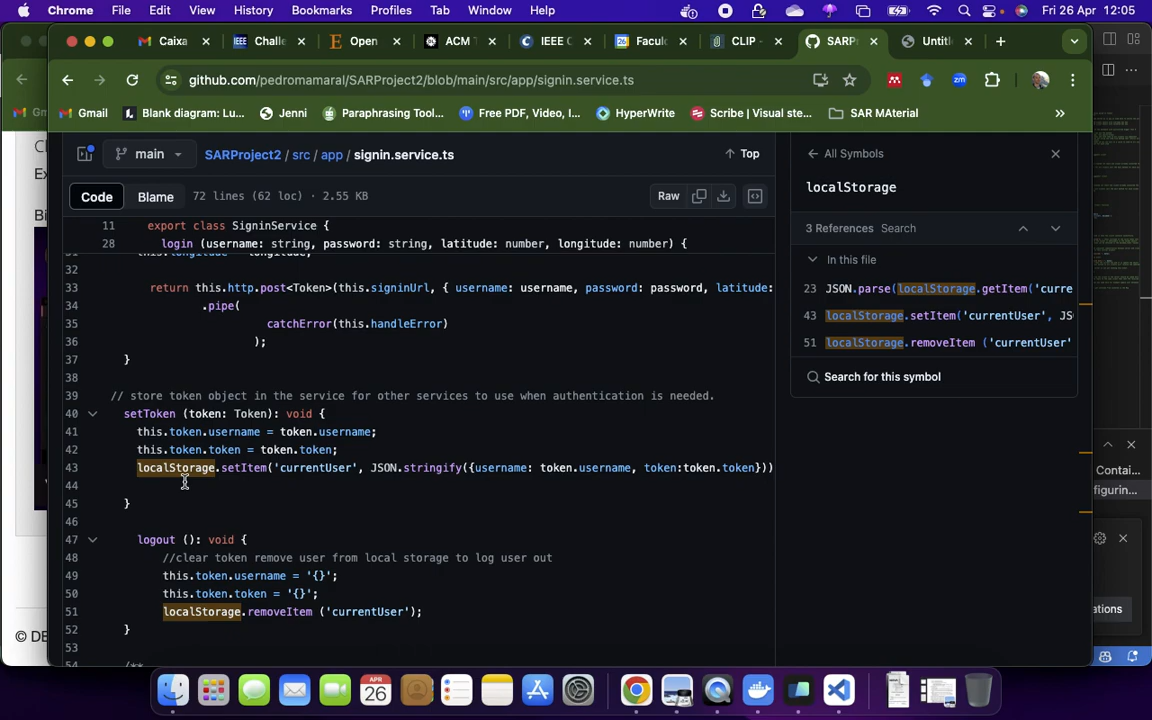 Chrome File Edit View History Bookmarks Profiles Tab Window Help Fri 26 Apr 12:05
Caixa Challe Open ACM T IEEE C Facul CLIP - SARP Untitl
github.com/pedromamaral/SARProject2/blob/main/src/app/signin.service.ts
Gmail Blank diagram: Lu... Jenni Paraphrasing Tool... Free PDF, Video, I... HyperWrite Scribe | Visual ste... SAR MAterial »
main SARProject2 / src / app / signin.service.ts Top
Code Blame 72 lines (62 loc) · 2.55 KB Raw
11 export class SigninService {
28 login (username: string, password: string, latitude: number, longitude: number) {
32
33 return this.http.post<Token>(this.signinUrl, { username: username, password: password, latitude:
34 .pipe(
35 catchError(this.handleError)
36 );
37 }
38
39 // store token object in the service for other services to use when authentication is needed.
40 setToken (token: Token): void {
41 this.token.username = token.username;
42 this.token.token = token.token;
43 localStorage.setItem('currentUser', JSON.stringify({username: token.username, token:token.token}))
44
45 }
46
47 logout (): void {
48 //clear token remove user from local storage to log user out
49 this.token.username = '{}';
50 this.token.token = '{}';
51 localStorage.removeItem ('currentUser');
52 }
53
54 /**
All Symbols
localStorage
3 References Search
In this file
23 JSON.parse(localStorage.getItem('curre
43 localStorage.setItem('currentUser', JS
51 localStorage.removeItem ('currentUser'
Search for this symbol
Ex
Bi
© DE
Contai...
figurin...
ations
APR
26